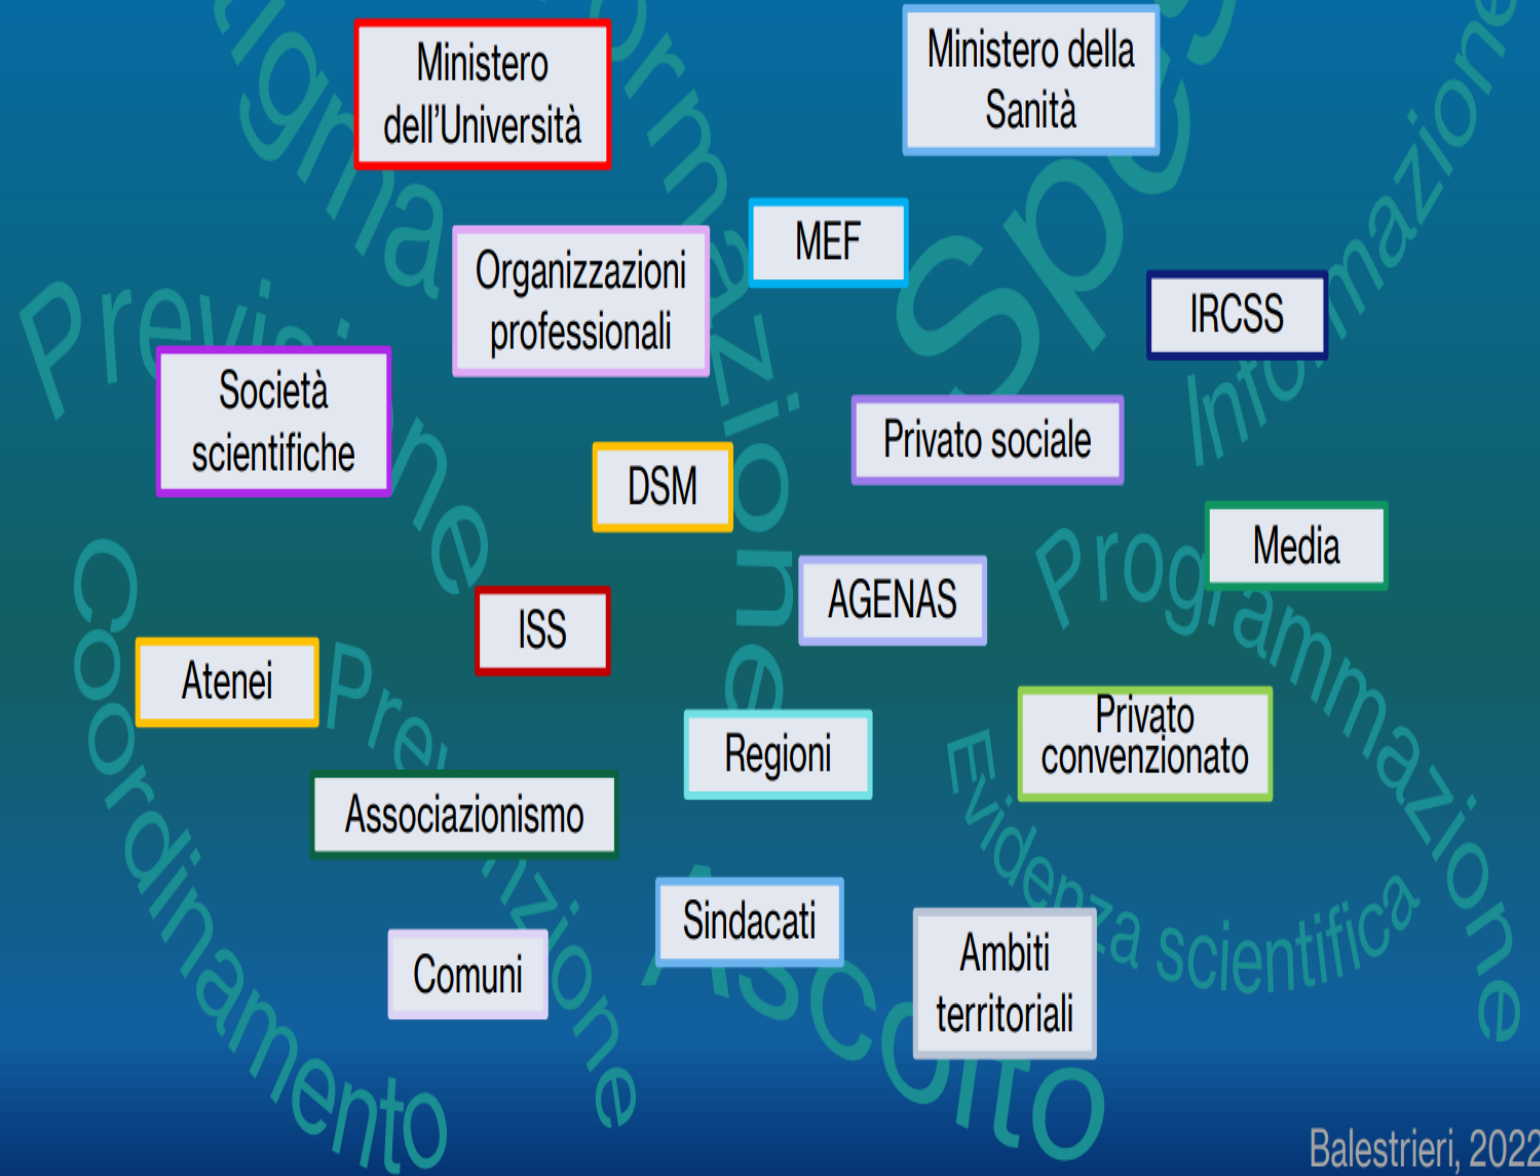 Ministero
dell'Università
Ministero della
Sanità
MEF
Organizzazioni
professionali
IRCSS
Società
scientifiche
Privato sociale
DSM
Media
AGENAS
ISS
Atenei
Privato
convenzionato
Regioni
Associazionismo
Sindacati
Ambiti
territoriali
Comuni
Informazione
Programmazione
Evidenza scientifica
Coordinamento
Ascolto
Balestrieri, 2022